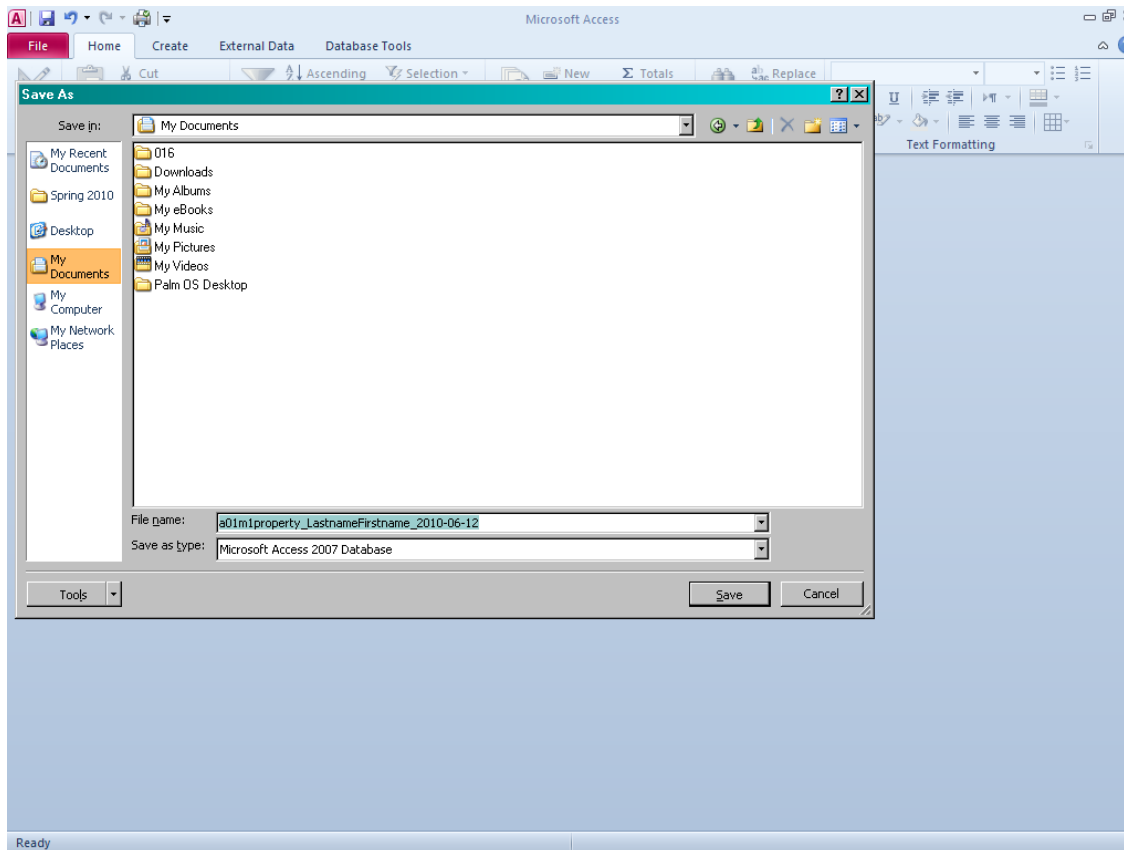 A
Microsoft Access
File Home Create External Data Database Tools
Cut Ascending Selection New Σ Totals Replace
Save As
Save in: My Documents
My Recent Documents
Spring 2010
Desktop
My Documents
My Computer
My Network Places
016
Downloads
My Albums
My eBooks
My Music
My Pictures
My Videos
Palm OS Desktop
U
Text Formatting
File name: a01m1property_LastnameFirstname_2010-06-12
Save as type: Microsoft Access 2007 Database
Tools Save Cancel
Ready